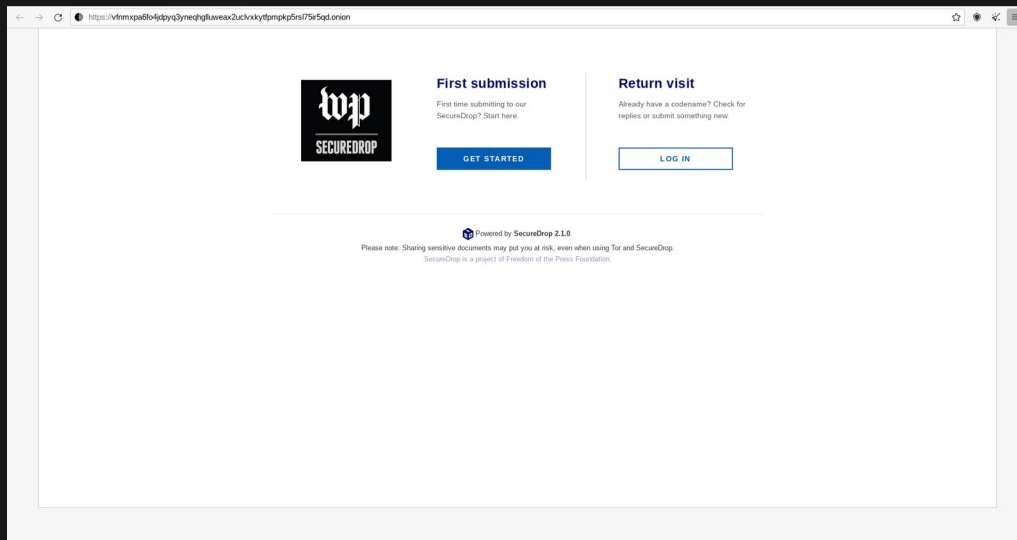 https://vfnmxpa6fo4jdpyq3yneqhglluweax2uclvxkytfpmpkp5rsl75ir5qd.onion
wp
SECUREDROP
First submission
First time submitting to our
SecureDrop? Start here.
GET STARTED
Return visit
Already have a codename? Check for
replies or submit something new.
LOG IN
Powered by SecureDrop 2.1.0.
Please note: Sharing sensitive documents may put you at risk, even when using Tor and SecureDrop.
SecureDrop is a project of Freedom of the Press Foundation.